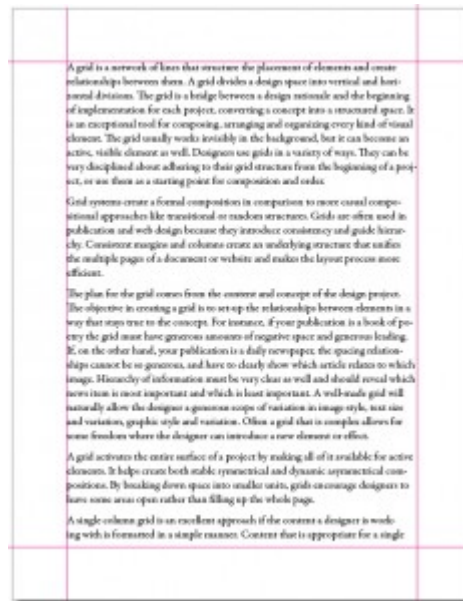 A grid is a network of lines that structure the placement of elements and create
relationships between them. A grid divides a design space into vertical and hori-
zontal divisions. The grid is a bridge between a design rationale and the beginning
of implementation for each project, converting a concept into a structured space. It
is an exceptional tool for composing, arranging and organizing every kind of visual
element. The grid usually works invisibly in the background, but it can become an
active, visible element as well. Designers use grids in a variety of ways. They can be
very disciplined about adhering to their grid structure from the beginning of a proj-
ect, or use them as a starting point for composition and order.
Grid systems create a formal composition in comparison to more casual compo-
sitional approaches like transitional or random structures. Grids are often used in
publication and web design because they introduce consistency and guide hierar-
chy. Consistent margins and columns create an underlying structure that unifies
the multiple pages of a document or website and makes the layout process more
efficient.
The plan for the grid comes from the content and concept of the design project.
The objective in creating a grid is to set-up the relationships between elements in a
way that stays true to the concept. For instance, if your publication is a book of po-
etry the grid must have generous amounts of negative space and generous leading.
If, on the other hand, your publication is a daily newspaper, the spacing relation-
ships cannot be so generous, and have to clearly show which article relates to which
image. Hierarchy of information must be very clear as well and should reveal which
news item is most important and which is least important. A well-made grid will
naturally allow the designer a generous scope of variation in image style, text size
and variation, graphic style and variation. Often a grid that is complex allows for
some freedom where the designer can introduce a new element or effect.
A grid activates the entire surface of a project by making all of it available for active
elements. It helps create both stable symmetrical and dynamic asymmetrical com-
positions. By breaking down space into smaller units, grids encourage designers to
leave some areas open rather than filling up the whole page.
A single column grid is an excellent approach if the content a designer is work-
ing with is formatted in a simple manner. Content that is appropriate for a single